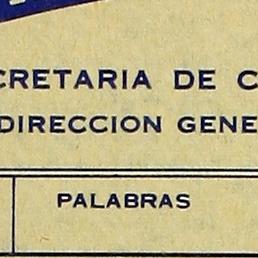 CRETARIA DE C
DIRECCION GENE
PALABRAS